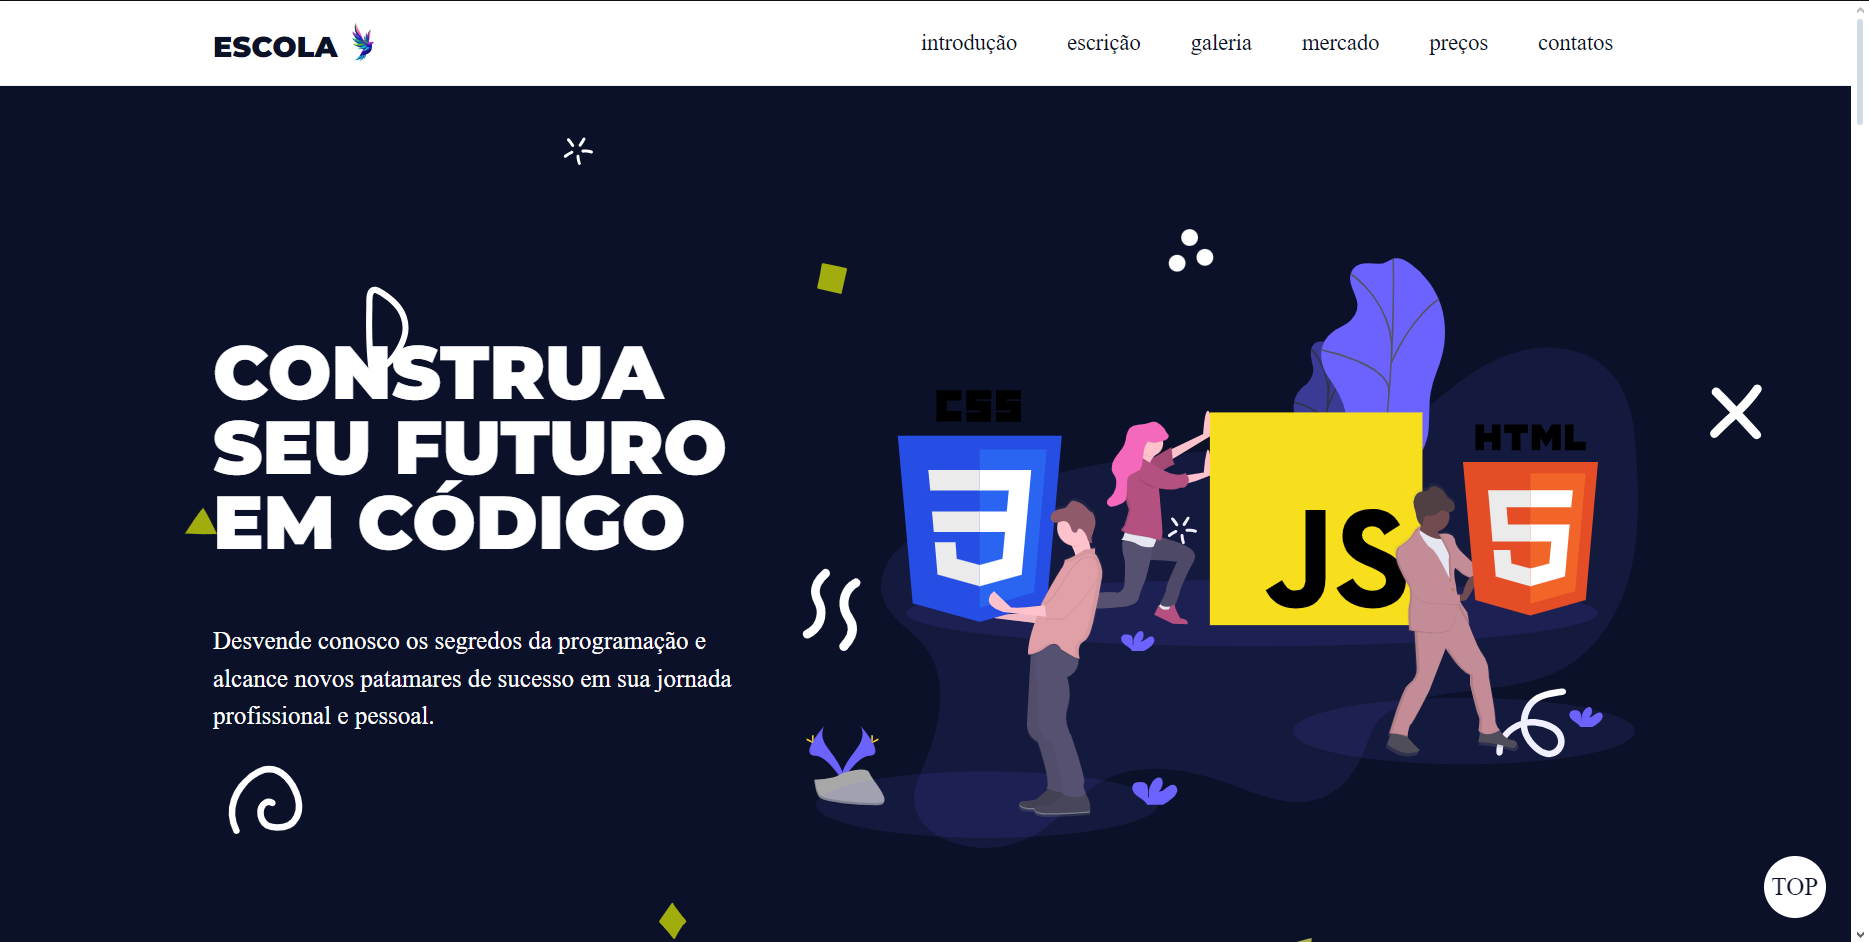 ESCOLA
introdução escrição galeria mercado preços contatos
CONSTRUA
SEU FUTURO
EM CÓDIGO
Desvende conosco os segredos da programação e
alcance novos patamares de sucesso em sua jornada
profissional e pessoal.
CSS
3
JS
HTML
5
TOP